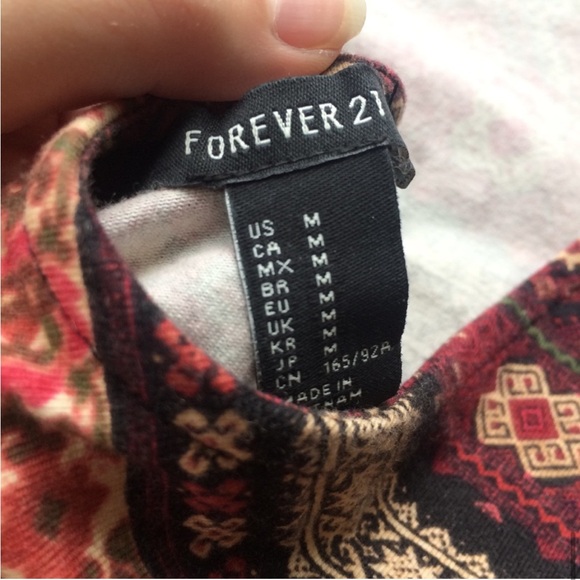 FOREVER 21
US M
CA M
MX M
BR M
EU M
UK M
KR M
JP M
CN 165/92A
MADE IN